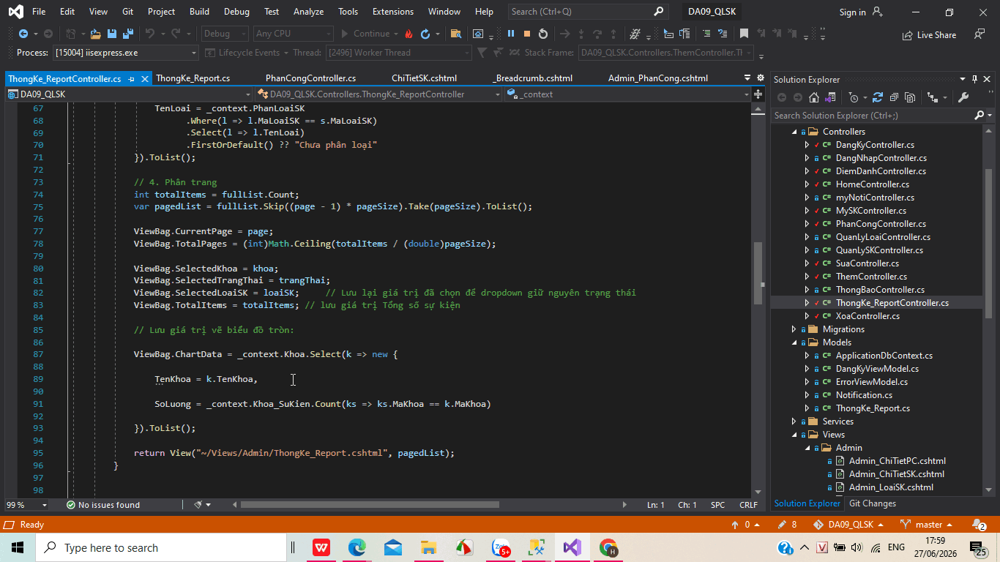 File Edit View Git Project Build Debug Test Analyze Tools Extensions Window Help Search (Ctrl+Q) DA09_QLSK Sign in
Debug Any CPU Continue Live Share
Process: [15004] iisexpress.exe Lifecycle Events Thread: [2496] Worker Thread Stack Frame: DA09_QLSK.Controllers.ThemController.Th
ThongKe_ReportController.cs ThongKe_Report.cs PhanCongController.cs ChiTietSK.cshtml _Breadcrumb.cshtml Admin_PhanCong.cshtml
DA09_QLSK DA09_QLSK.Controllers.ThongKe_ReportController _context
67 TenLoai = _context.PhanLoaiSK
68 .Where(l => l.MaLoaiSK == s.MaLoaiSK)
69 .Select(l => l.TenLoai)
70 .FirstOrDefault() ?? "Chưa phân loại"
71 }).ToList();
72
73 // 4. Phân trang
74 int totalItems = fullList.Count;
75 var pagedList = fullList.Skip((page - 1) * pageSize).Take(pageSize).ToList();
76
77 ViewBag.CurrentPage = page;
78 ViewBag.TotalPages = (int)Math.Ceiling(totalItems / (double)pageSize);
79
80 ViewBag.SelectedKhoa = khoa;
81 ViewBag.SelectedTrangThai = trangThai;
82 ViewBag.SelectedLoaiSK = loaiSK; // Lưu lại giá trị đã chọn để dropdown giữ nguyên trạng thái
83 ViewBag.TotalItems = totalItems; // lưu giá trị Tổng số sự kiện
84
85 // Lưu giá trị vẽ biểu đồ tròn:
86
87 ViewBag.ChartData = _context.Khoa.Select(k => new {
88
89 TenKhoa = k.TenKhoa,
90
91 SoLuong = _context.Khoa_SuKien.Count(ks => ks.MaKhoa == k.MaKhoa)
92
93 }).ToList();
94
95 return View("~/Views/Admin/ThongKe_Report.cshtml", pagedList);
96 }
97
98
99 % No issues found Ln: 1 Ch: 1 SPC CRLF
Solution Explorer
Search Solution Explorer (Ctrl+;)
Controllers
C# DangKyController.cs
C# DangNhapController.cs
C# DiemDanhController.cs
C# HomeController.cs
C# myNotiController.cs
C# MySKController.cs
C# PhanCongController.cs
C# QuanLyLoaiController.cs
C# QuanLySKController.cs
C# SuaController.cs
C# ThemController.cs
C# ThongBaoController.cs
C# ThongKe_ReportController.cs
C# XoaController.cs
Migrations
Models
C# ApplicationDbContext.cs
C# DangKyViewModel.cs
C# ErrorViewModel.cs
C# Notification.cs
C# ThongKe_Report.cs
Services
Views
Admin
Admin_ChiTietPC.cshtml
Admin_ChiTietSK.cshtml
Admin_LoaiSK.cshtml
Solution Explorer Git Changes
Ready 0 8 DA09_QLSK master 2
Type here to search W Zalo 5+ H V ENG 17:59
27/06/2026 25